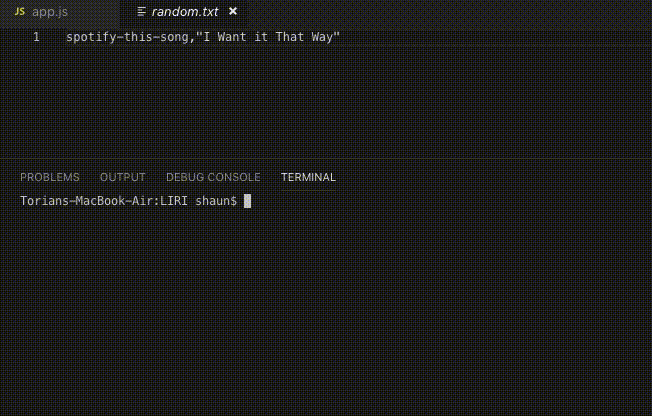 JS app.js random.txt ×
1 spotify-this-song,"I Want it That Way"
PROBLEMS OUTPUT DEBUG CONSOLE TERMINAL
Torians-MacBook-Air:LIRI shaun$